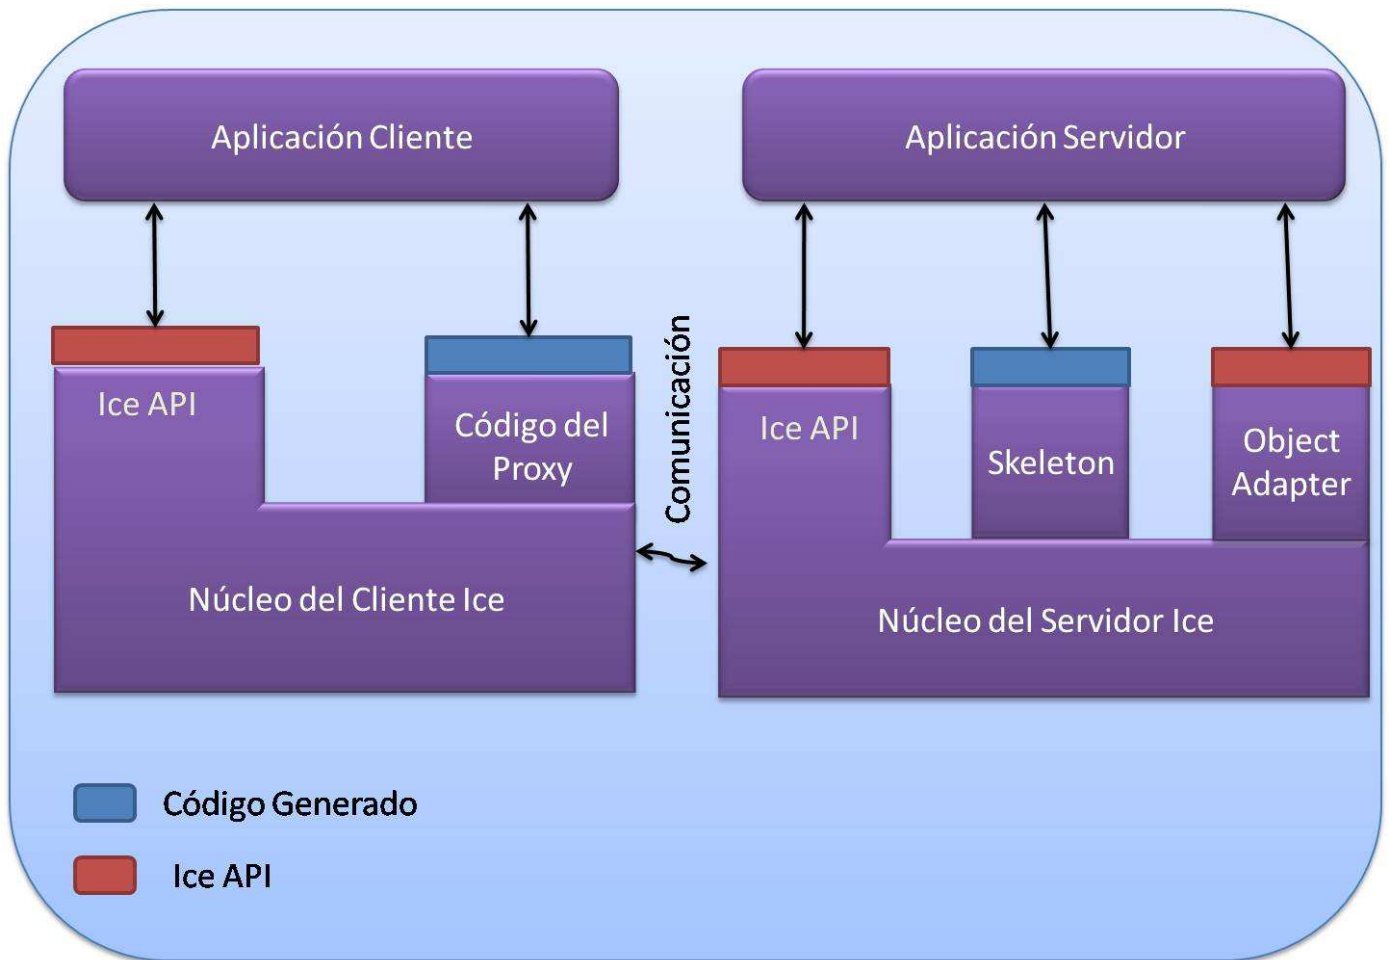 Aplicación Cliente
Aplicación Servidor
Ice API
Código del
Proxy
Comunicación
Ice API
Skeleton
Object
Adapter
Núcleo del Cliente Ice
Núcleo del Servidor Ice
Código Generado
Ice API